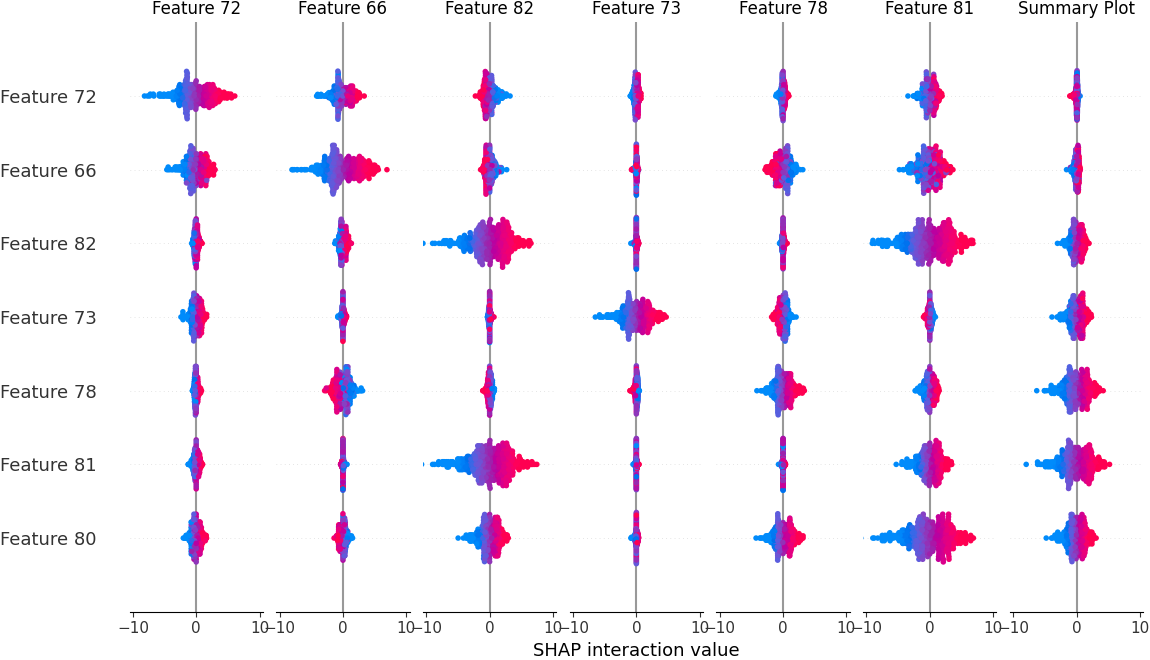 Feature 72 Feature 66 Feature 82 Feature 73 Feature 78 Feature 81 Summary Plot
Feature 72
Feature 66
Feature 82
Feature 73
Feature 78
Feature 81
Feature 80
−10 0 10 −10 0 10 −10 0 10 −10 0 10 −10 0 10 −10 0 10 −10 0 10
SHAP interaction value